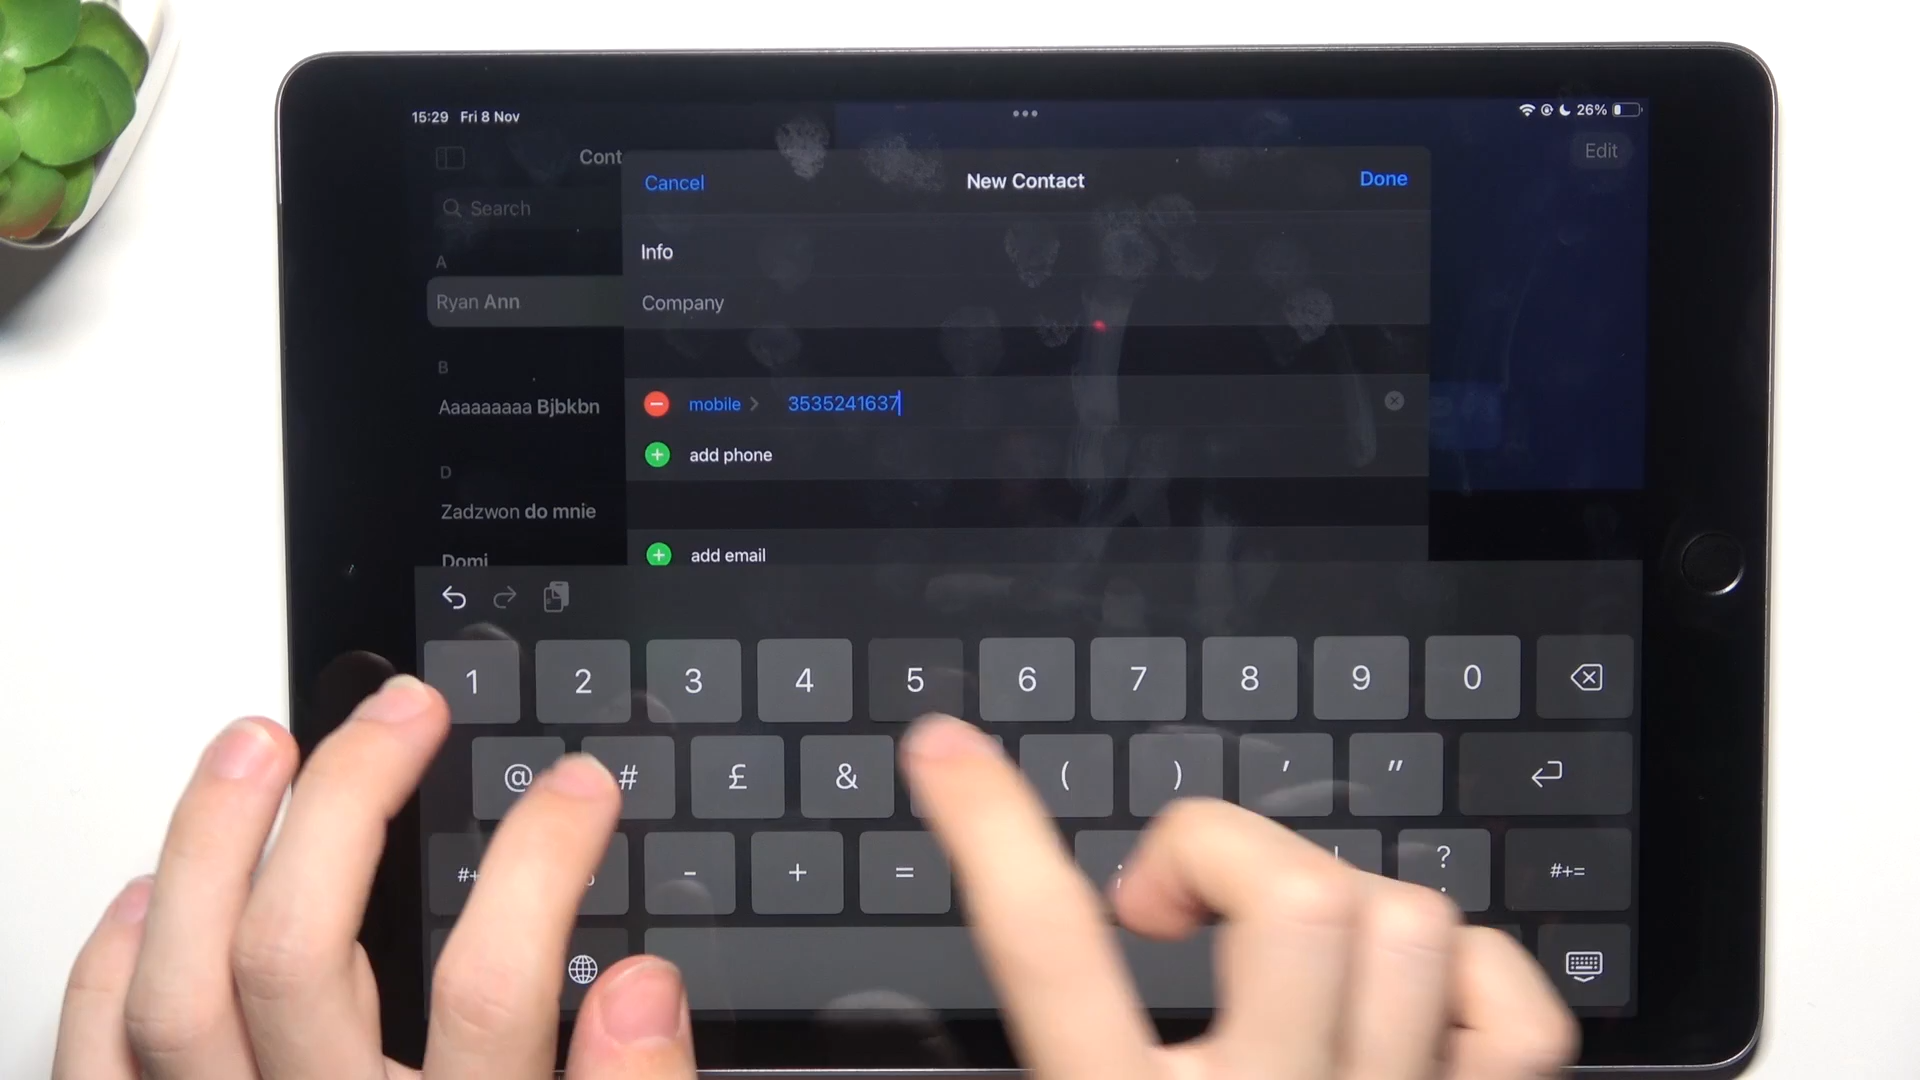 15:29 Fri 8 Nov
26%
Cont
Edit
Search
Cancel
New Contact
Done
A
Info
Ryan Ann
Company
B
Aaaaaaaaa Bjbkbn
mobile 3535241637
add phone
D
Zadzwon do mnie
Domi
add email
1 2 3 4 5 6 7 8 9 0
@ # £ & ( ) ' "
- + = ; ! ? . #+=